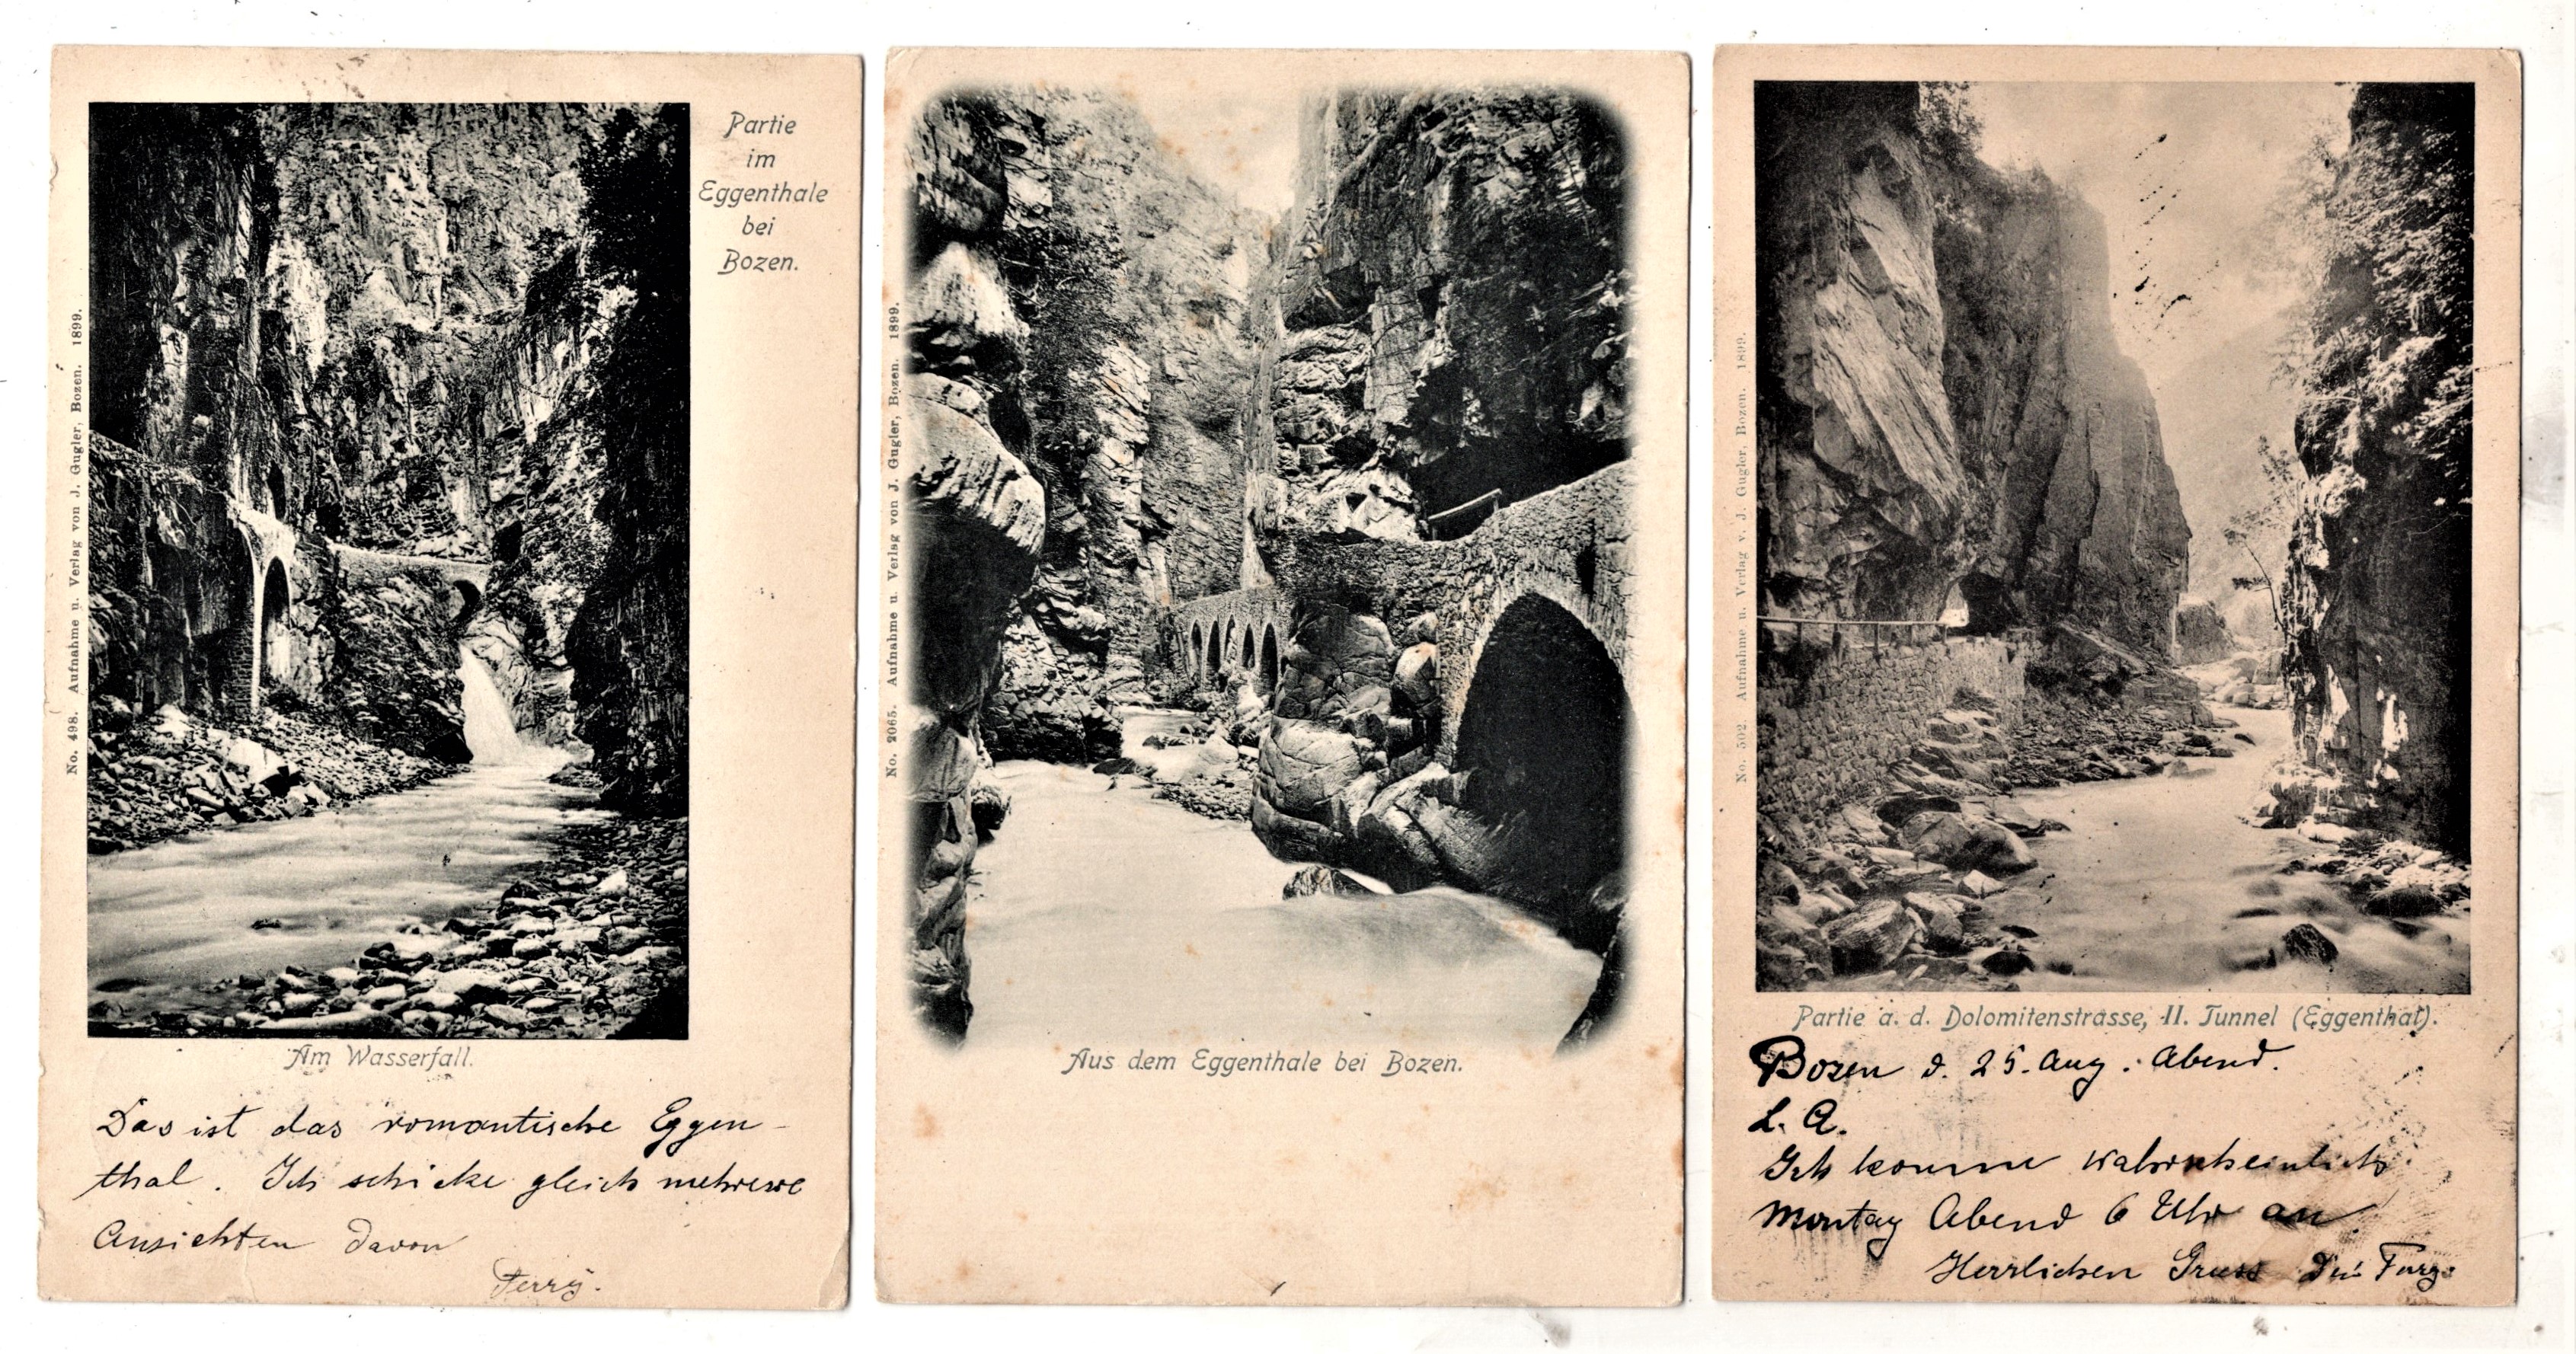 Partie
im
Eggenthale
bei
Bozen.
No. 498. Aufnahme u. Verlag von J. Gugler, Bozen. 1899.
Am Wasserfall.
Das ist das romantische Eggen-
thal. Ich schicke gleich mehrere
Ansichten davon
Ferry.
No. 2065. Aufnahme u. Verlag von J. Gugler, Bozen. 1899.
Aus dem Eggenthale bei Bozen.
No. 502. Aufnahme u. Verlag v. J. Gugler, Bozen. 1899.
Partie a. d. Dolomitenstrasse, II. Tunnel (Eggenthal).
Bozen d. 25. Aug. Abend.
L. A.
Ich komme wahrscheinlich
Montag Abend 6 Uhr an
Herrlichen Gruss Dein